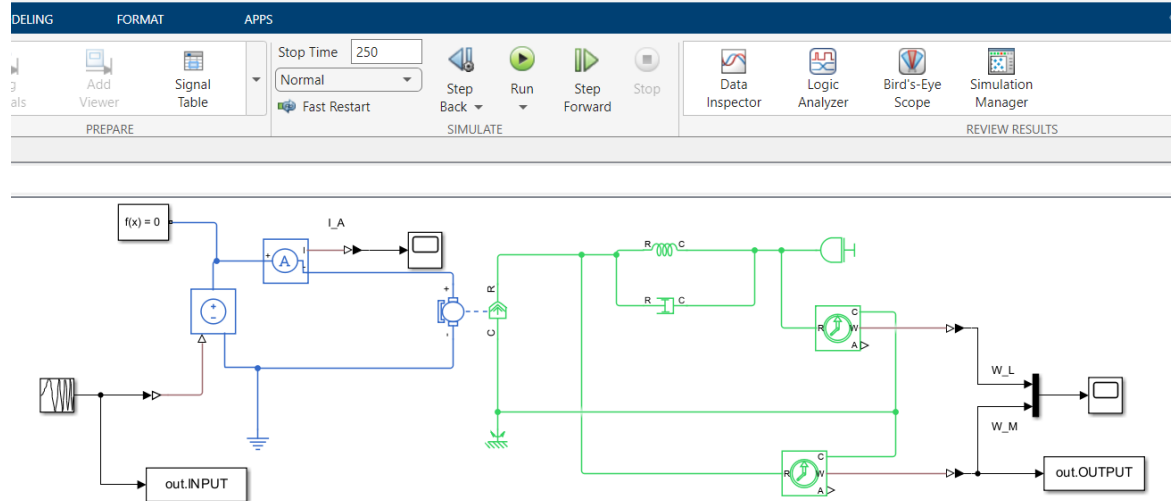 DELING FORMAT APPS
Stop Time 250
Normal
Fast Restart
Add
Viewer
Signal
Table
Step
Back
Run
Step
Forward
Stop
Data
Inspector
Logic
Analyzer
Bird's-Eye
Scope
Simulation
Manager
PREPARE SIMULATE REVIEW RESULTS
f(x) = 0
I_A
+ A I -
+ -
+
-
R
C
R C
R C
R C W A
W_L
W_M
R C W A
out.INPUT
out.OUTPUT